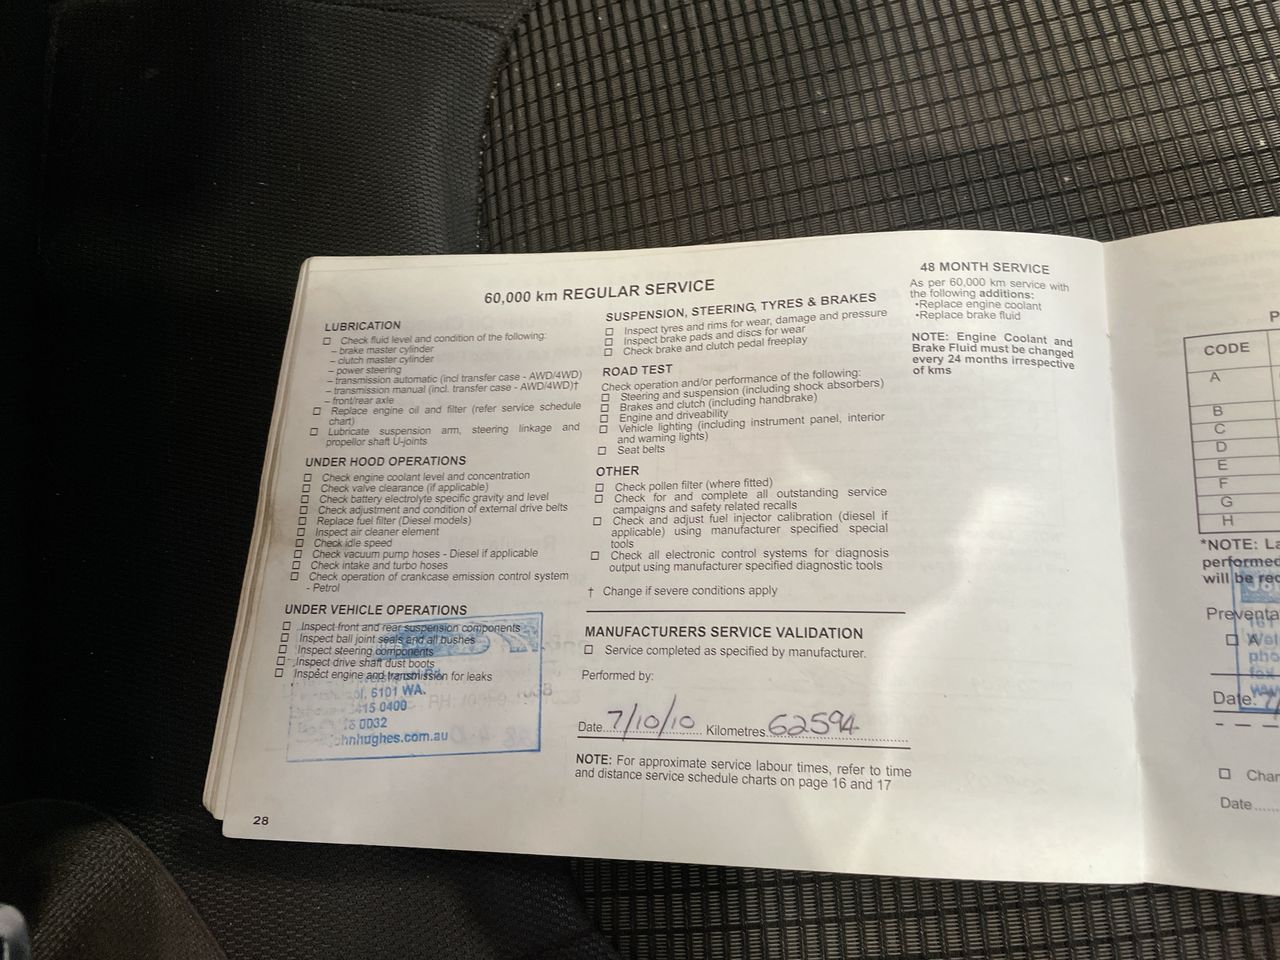 60,000 km REGULAR SERVICE
LUBRICATION
Check fluid level and condition of the following:
– brake master cylinder
– clutch master cylinder
– power steering
– transmission automatic (incl transfer case - AWD/4WD)
– transmission manual (incl. transfer case - AWD/4WD)†
– front/rear axle
Replace engine oil and filter (refer service schedule
chart)
Lubricate suspension arm, steering linkage and
propellor shaft U-joints
UNDER HOOD OPERATIONS
Check engine coolant level and concentration
Check valve clearance (if applicable)
Check battery electrolyte specific gravity and level
Check adjustment and condition of external drive belts
Replace fuel filter (Diesel models)
Inspect air cleaner element
Check idle speed
Check vacuum pump hoses - Diesel if applicable
Check intake and turbo hoses
Check operation of crankcase emission control system
- Petrol
UNDER VEHICLE OPERATIONS
Inspect front and rear suspension components
Inspect ball joint seals and all bushes
Inspect steering components
Inspect drive shaft dust boots
Inspect engine and transmission for leaks
6101 WA.
415 0400
0032
hnhughes.com.au
28
SUSPENSION, STEERING, TYRES & BRAKES
Inspect tyres and rims for wear, damage and pressure
Inspect brake pads and discs for wear
Check brake and clutch pedal freeplay
ROAD TEST
Check operation and/or performance of the following:
Steering and suspension (including shock absorbers)
Brakes and clutch (including handbrake)
Engine and driveability
Vehicle lighting (including instrument panel, interior
and warning lights)
Seat belts
OTHER
Check pollen filter (where fitted)
Check for and complete all outstanding service
campaigns and safety related recalls
Check and adjust fuel injector calibration (diesel if
applicable) using manufacturer specified special
tools
Check all electronic control systems for diagnosis
output using manufacturer specified diagnostic tools
† Change if severe conditions apply
MANUFACTURERS SERVICE VALIDATION
Service completed as specified by manufacturer.
Performed by:
Date 7/10/10 Kilometres 62594
NOTE: For approximate service labour times, refer to time
and distance service schedule charts on page 16 and 17
48 MONTH SERVICE
As per 60,000 km service with
the following additions:
•Replace engine coolant
•Replace brake fluid
NOTE: Engine Coolant and
Brake Fluid must be changed
every 24 months irrespective
of kms
P
CODE
A
B
C
D
E
F
G
H
*NOTE: La
performed
will be rec
Preventa
pho
fax
Date:
Char
Date